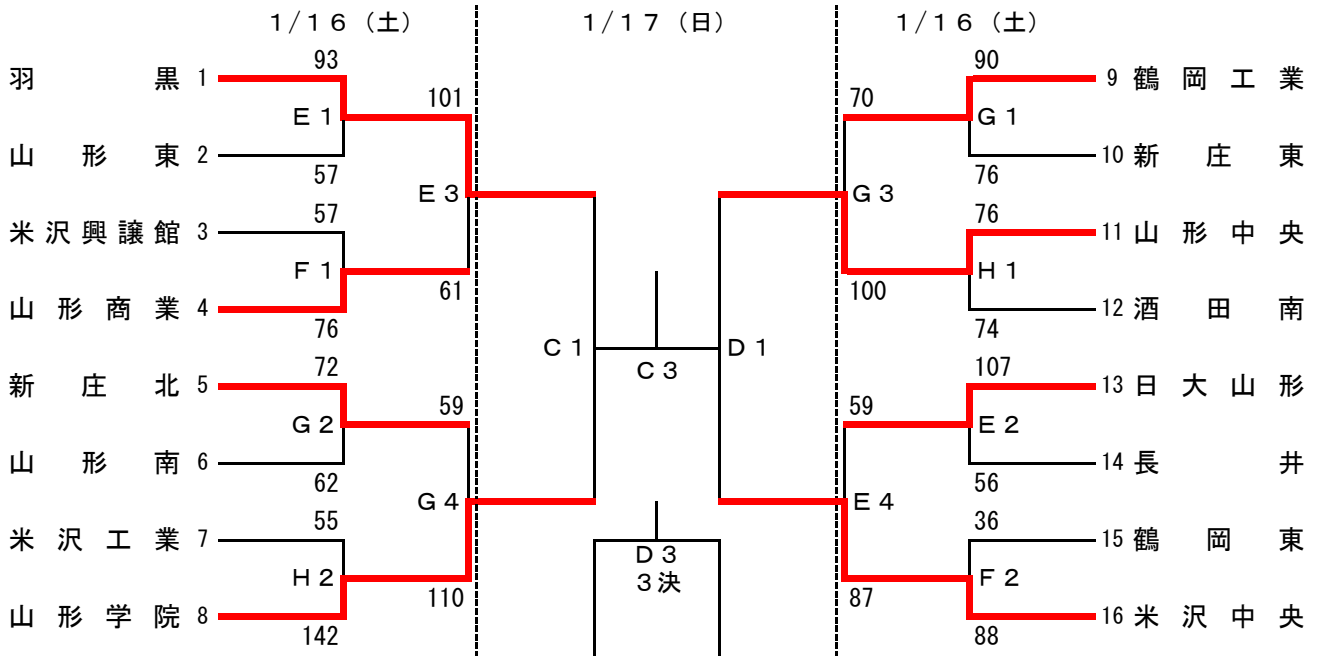 1/16（土） 1/17（日） 1/16（土）
93 90
羽黒 1 9 鶴岡工業
101 70
E1 G1
山形東 2 10 新庄東
57 76
E3 G3
57 76
米沢興譲館 3 11 山形中央
F1 H1
61 100
山形商業 4 12 酒田南
76 74
C1 D1
72 C3 107
新庄北 5 13 日大山形
59 59
G2 E2
山形南 6 14 長井
62 56
G4 E4
55 36
米沢工業 7 15 鶴岡東
D3
H2 3決 F2
110 87
山形学院 8 16 米沢中央
142 88